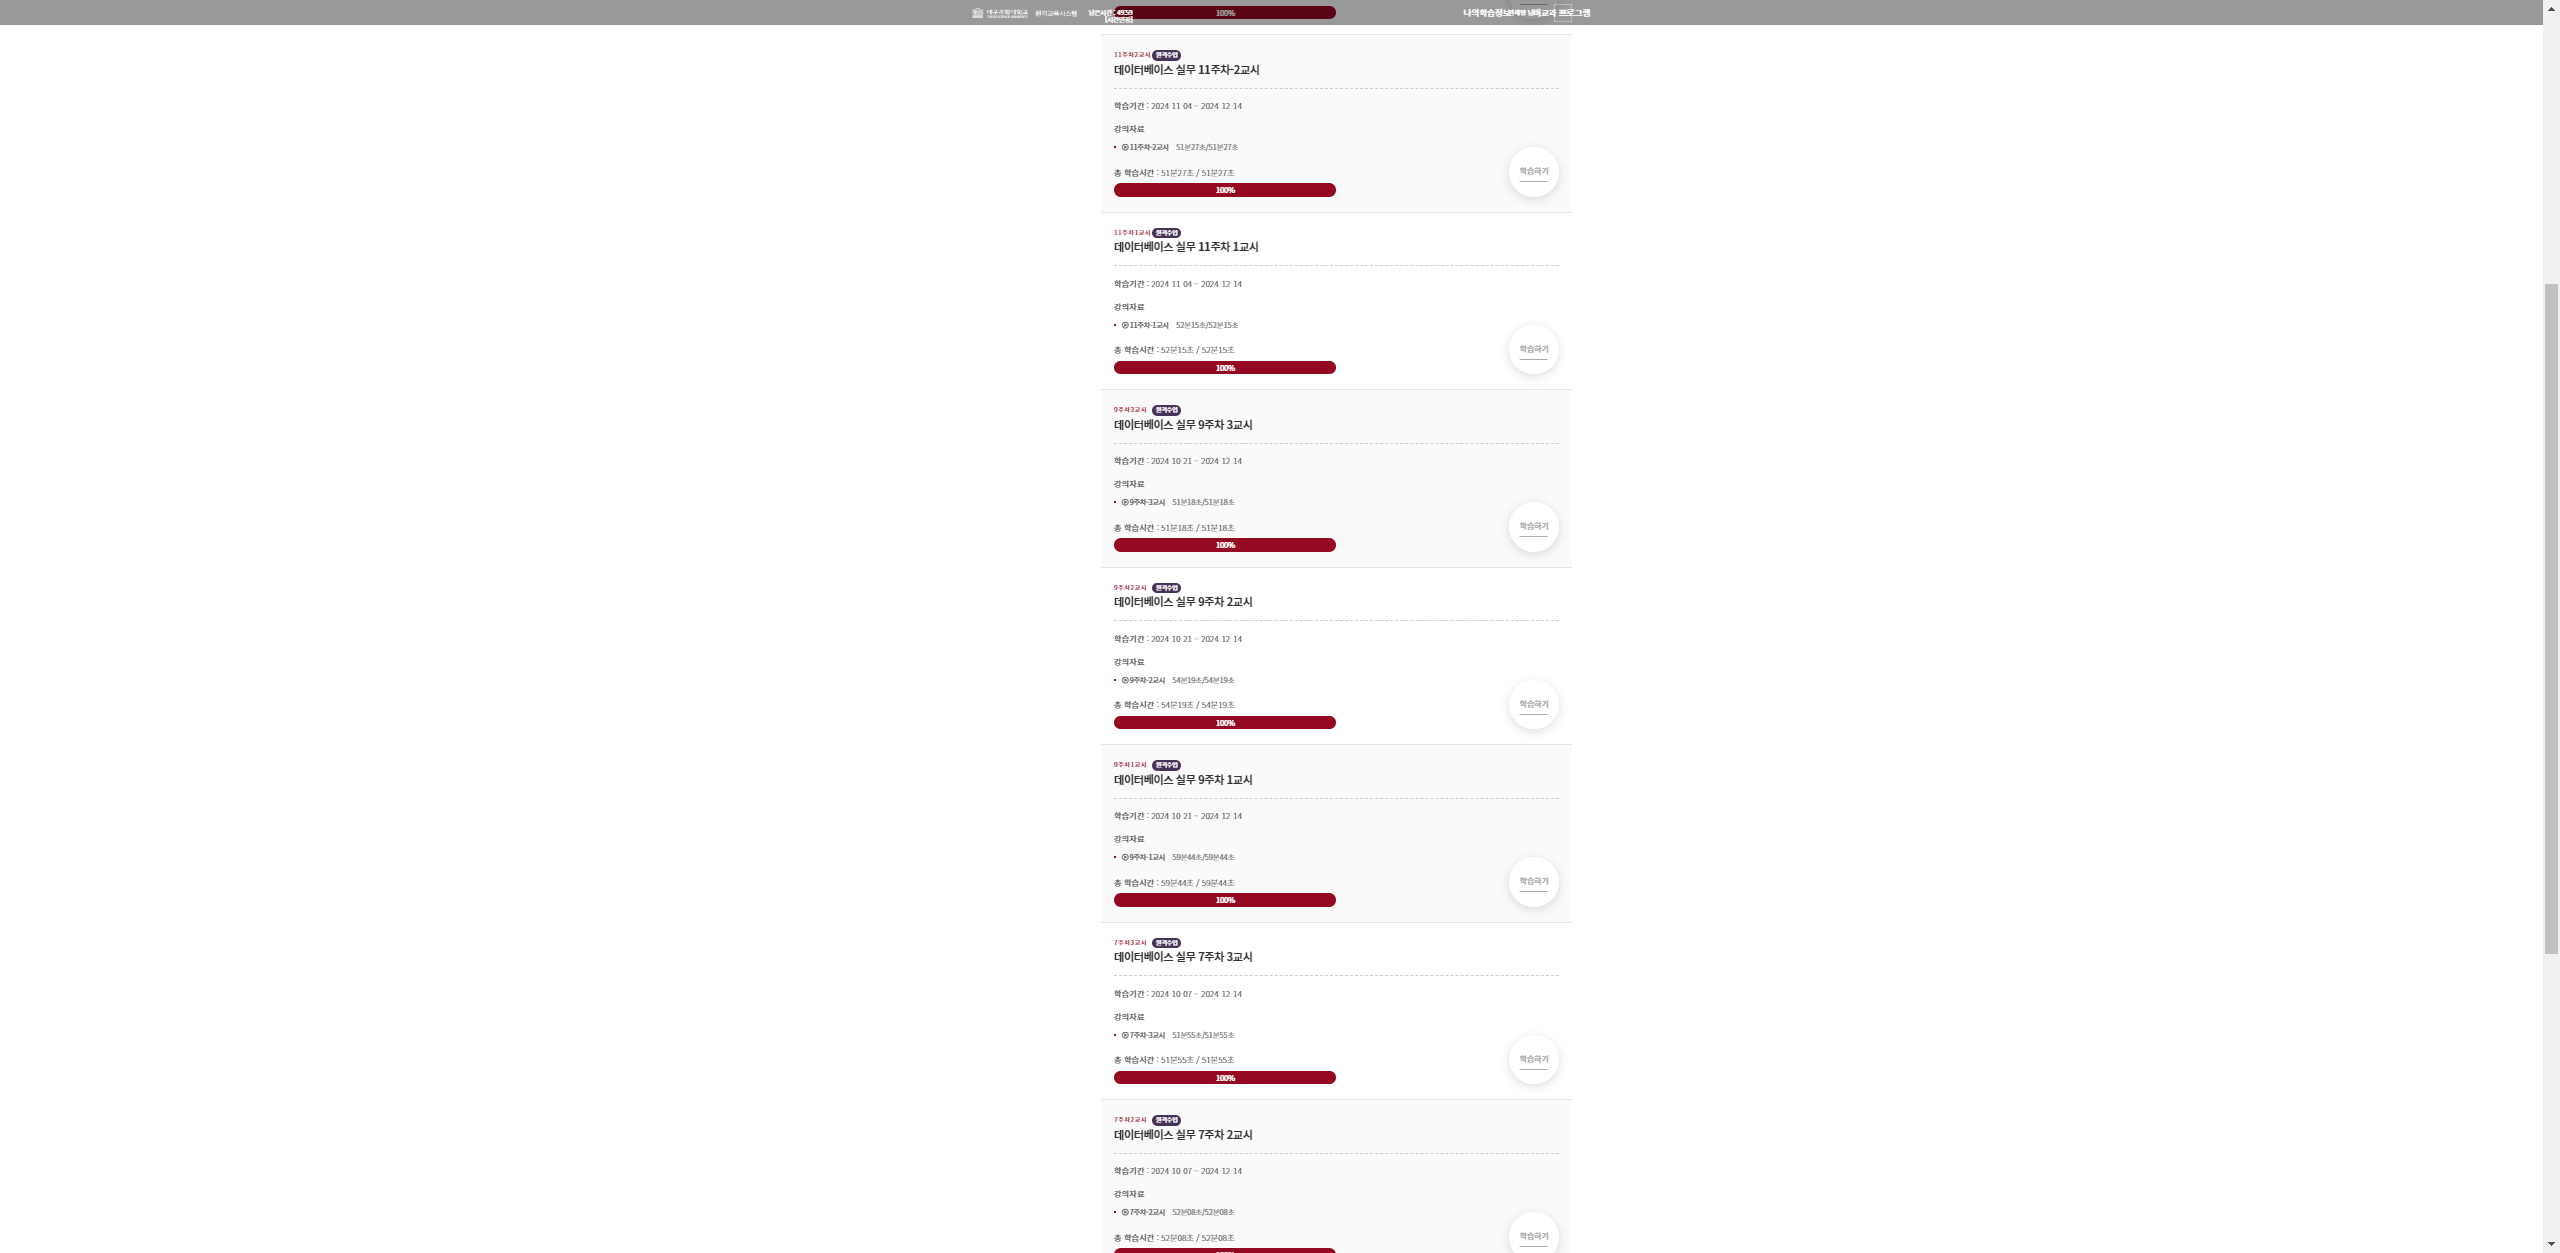 대구과학대학교 원격교육시스템 남은시간 : 49:59 100% 나의학습정보 비교과 프로그램
[시간연장]
11주차2교시 원격수업
데이터베이스 실무 11주차-2교시
학습기간 : 2024 11 04 ~ 2024 12 14
강의자료
11주차-2교시 51분27초/51분27초
총 학습시간 : 51분27초 / 51분27초
학습하기
100%
11주차1교시 원격수업
데이터베이스 실무 11주차 1교시
학습기간 : 2024 11 04 ~ 2024 12 14
강의자료
11주차-1교시 52분15초/52분15초
총 학습시간 : 52분15초 / 52분15초
학습하기
100%
9주차3교시 원격수업
데이터베이스 실무 9주차 3교시
학습기간 : 2024 10 21 ~ 2024 12 14
강의자료
9주차-3교시 51분18초/51분18초
총 학습시간 : 51분18초 / 51분18초
학습하기
100%
9주차2교시 원격수업
데이터베이스 실무 9주차 2교시
학습기간 : 2024 10 21 ~ 2024 12 14
강의자료
9주차-2교시 54분19초/54분19초
총 학습시간 : 54분19초 / 54분19초
학습하기
100%
9주차1교시 원격수업
데이터베이스 실무 9주차 1교시
학습기간 : 2024 10 21 ~ 2024 12 14
강의자료
9주차-1교시 59분44초/59분44초
총 학습시간 : 59분44초 / 59분44초
학습하기
100%
7주차3교시 원격수업
데이터베이스 실무 7주차 3교시
학습기간 : 2024 10 07 ~ 2024 12 14
강의자료
7주차-3교시 51분55초/51분55초
총 학습시간 : 51분55초 / 51분55초
학습하기
100%
7주차2교시 원격수업
데이터베이스 실무 7주차 2교시
학습기간 : 2024 10 07 ~ 2024 12 14
강의자료
7주차-2교시 52분08초/52분08초
총 학습시간 : 52분08초 / 52분08초
학습하기